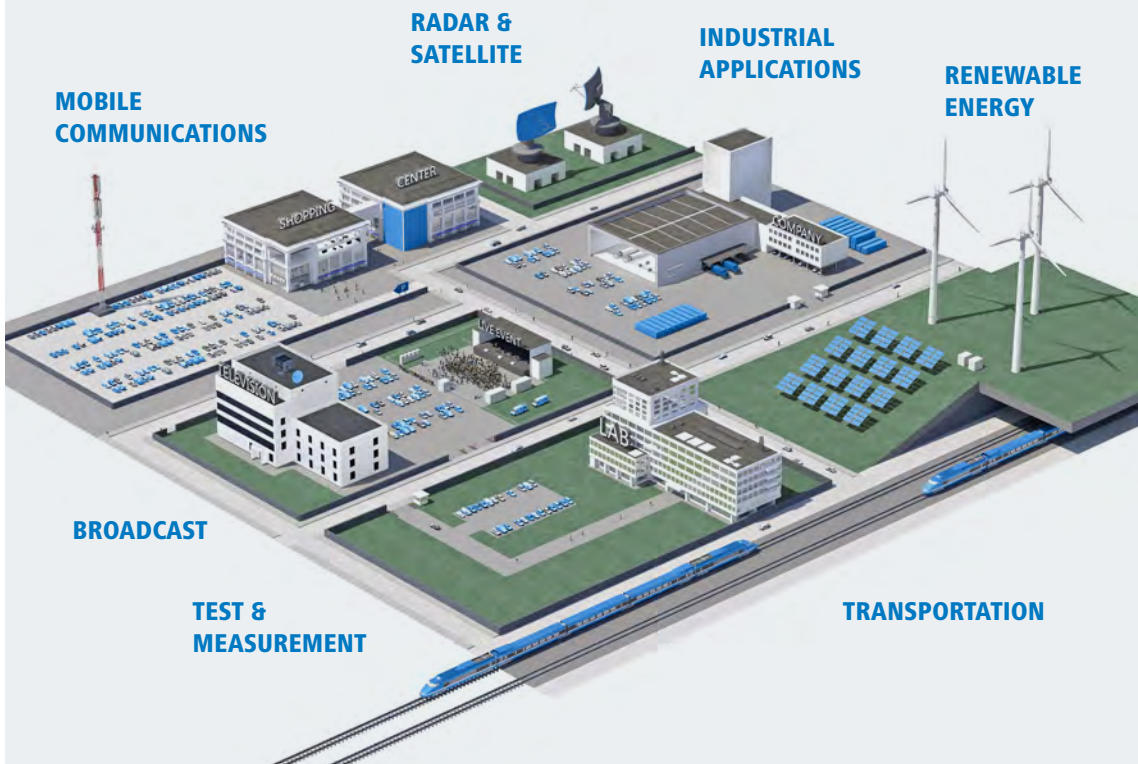 RADAR &
SATELLITE
INDUSTRIAL
APPLICATIONS
RENEWABLE
ENERGY
MOBILE
COMMUNICATIONS
CENTER
SHOPPING
COMPANY
LIVE EVENT
TELEVISION
LAB
BROADCAST
TEST &
MEASUREMENT
TRANSPORTATION